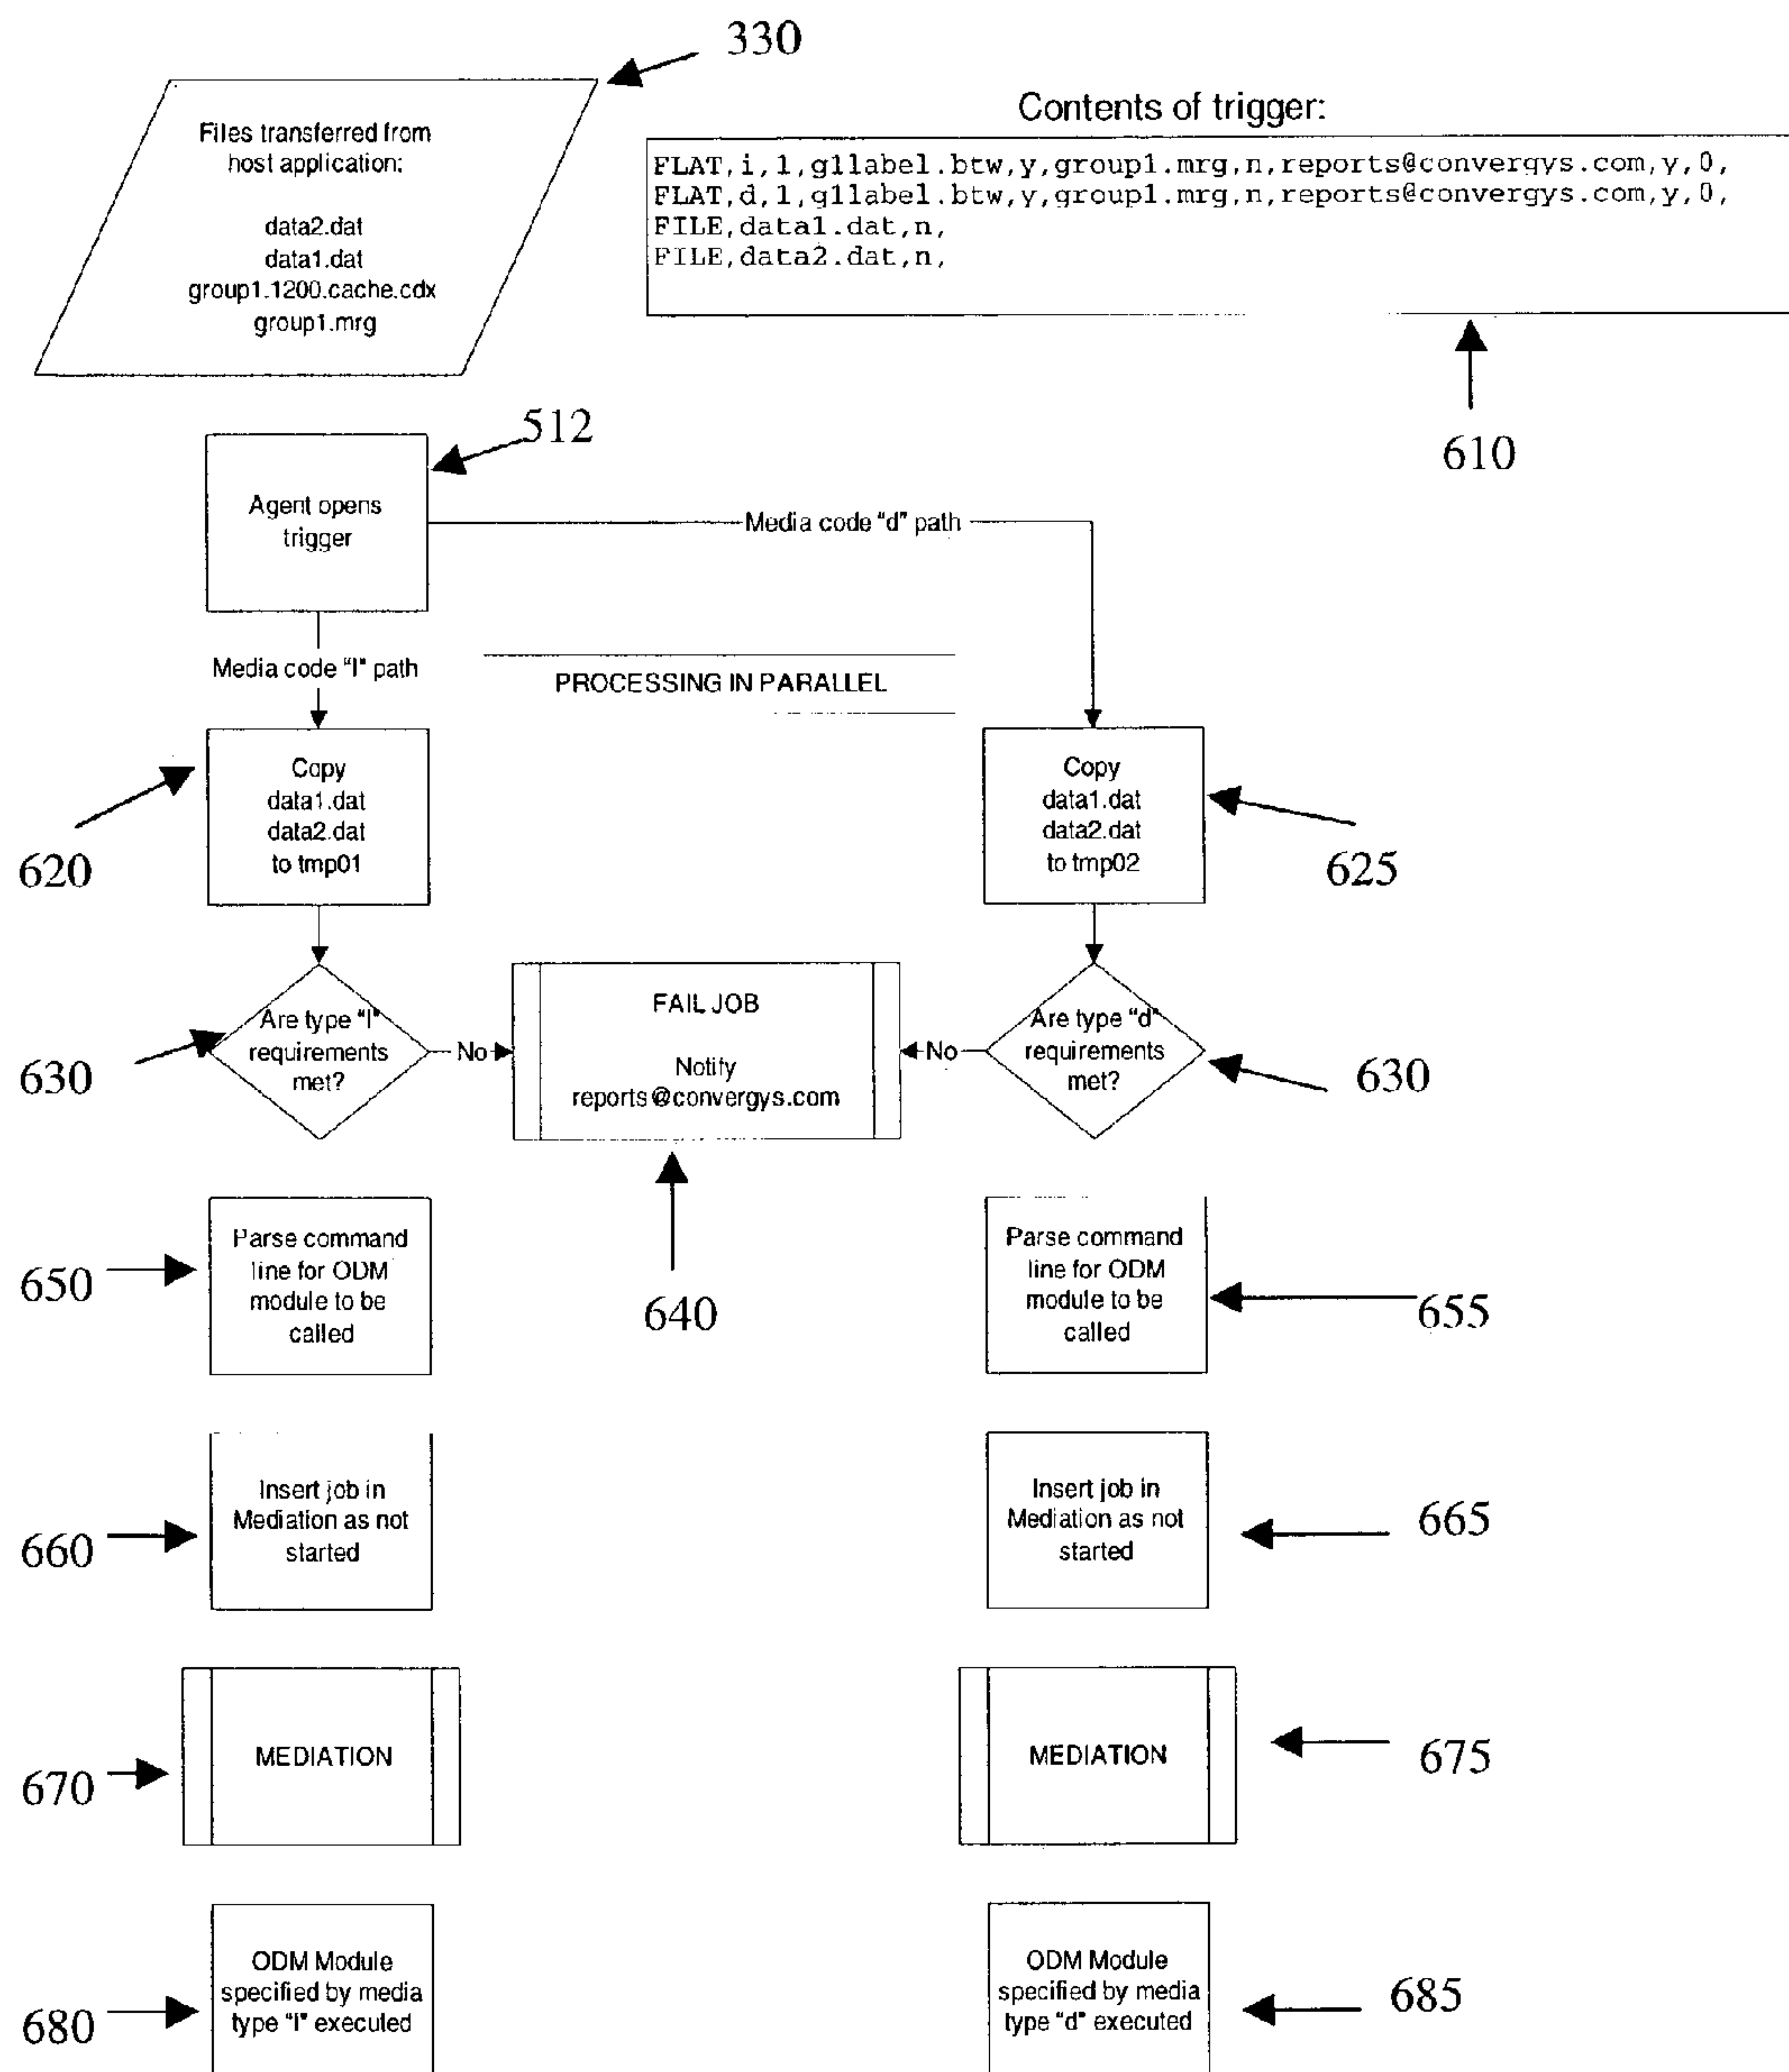 330
Files transferred from
host application:
data2.dat
data1.dat
group1.1200.cache.cdx
group1.mrg
Contents of trigger:
FLAT,i,1,g1label.btw,y,group1.mrg,n,reports@convergys.com,y,0,
FLAT,d,1,g1label.btw,y,group1.mrg,n,reports@convergys.com,y,0,
FILE,data1.dat,n,
FILE,data2.dat,n,
610
512
Agent opens
trigger
Media code "d" path
Media code "I" path
PROCESSING IN PARALLEL
Copy
data1.dat
data2.dat
to tmp01
620
Copy
data1.dat
data2.dat
to tmp02
625
Are type "I"
requirements
met?
630
No
FAIL JOB
Notify
reports@convergys.com
640
No
Are type "d"
requirements
met?
630
Parse command
line for ODM
module to be
called
650
Parse command
line for ODM
module to be
called
655
Insert job in
Mediation as not
started
660
Insert job in
Mediation as not
started
665
MEDIATION
670
MEDIATION
675
ODM Module
specified by media
type "I" executed
680
ODM Module
specified by media
type "d" executed
685